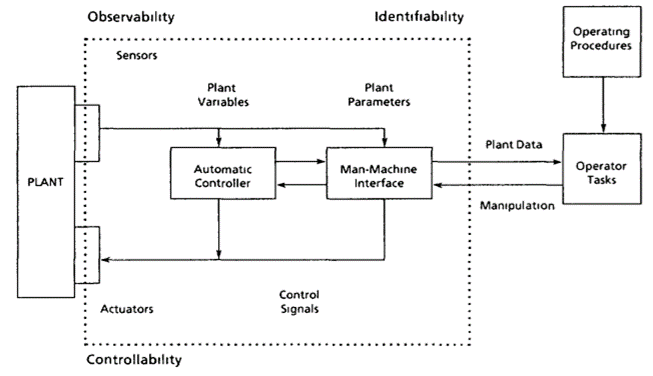 Observability
Identifiability
Sensors
Operating
Procedures
Plant
Variables
Plant
Parameters
PLANT
Automatic
Controller
Man-Machine
Interface
Plant Data
Operator
Tasks
Manipulation
Actuators
Control
Signals
Controllability